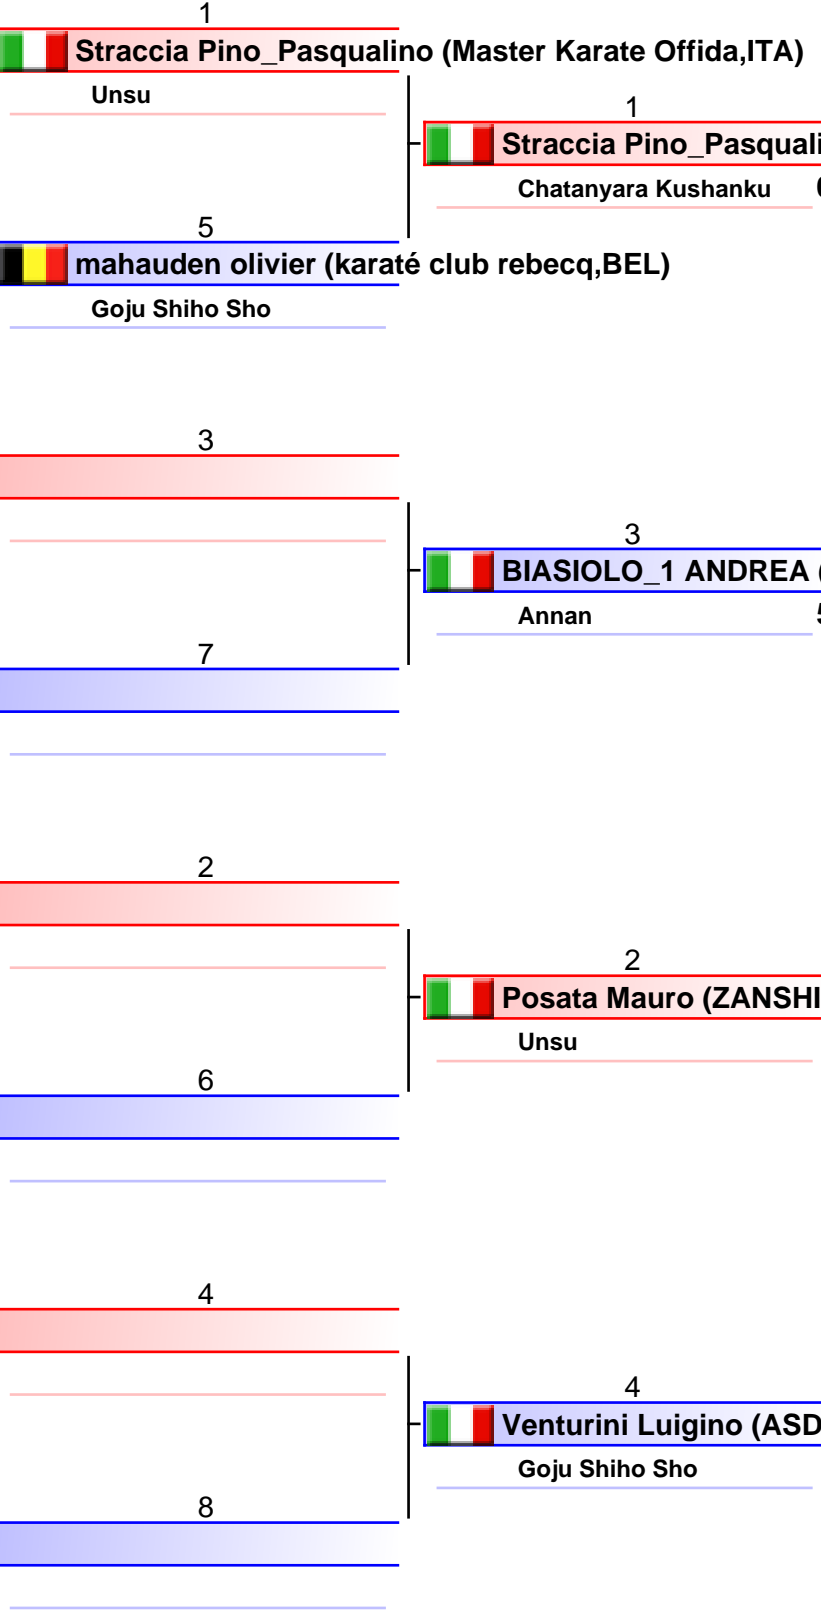 1
Straccia Pino_Pasqualino (Master Karate Offida,ITA)
Unsu
1
Straccia Pino_Pasquali
Chatanyara Kushanku
5
mahauden olivier (karaté club rebecq,BEL)
Goju Shiho Sho
3
3
BIASIOLO_1 ANDREA (
Annan
7
2
2
Posata Mauro (ZANSHI
Unsu
6
4
4
Venturini Luigino (ASD
Goju Shiho Sho
8